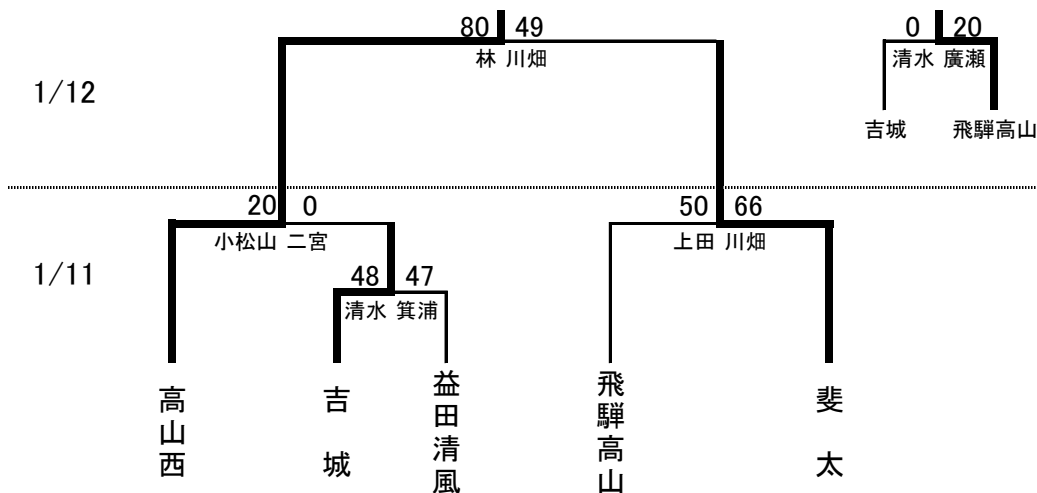 80 49
林 川畑
0 20
清水 廣瀬
吉城 飛騨高山
1/12
20 0
小松山 二宮
50 66
上田 川畑
1/11
48 47
清水 箕浦
高山西
吉城
益田清風
飛騨高山
斐太